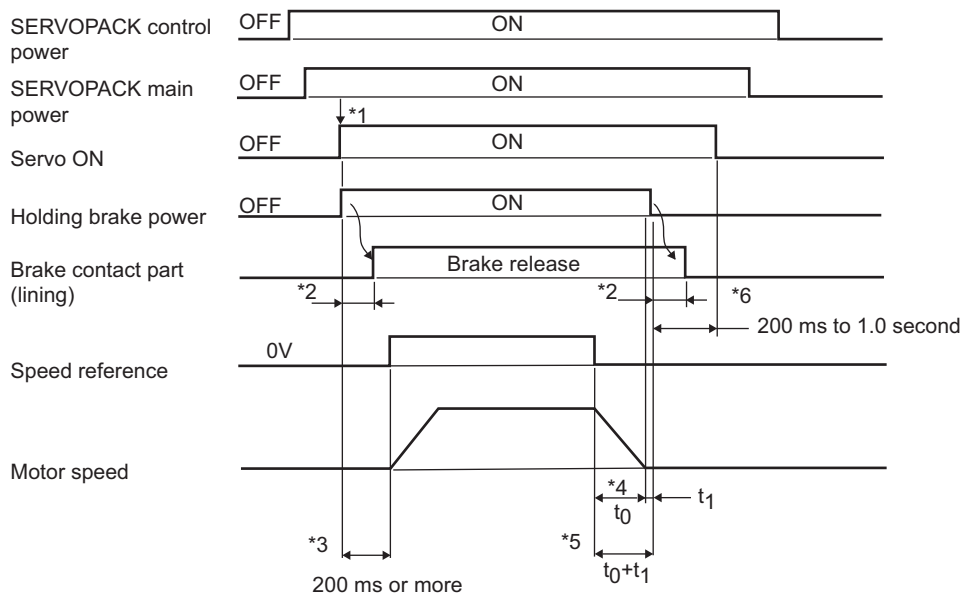 SERVOPACK control
power
OFF
ON
SERVOPACK main
power
OFF
ON
*1
Servo ON
OFF
ON
Holding brake power
OFF
ON
Brake contact part
(lining)
Brake release
*2
*2
*6
200 ms to 1.0 second
Speed reference
0V
Motor speed
*4
t0
t1
*3
*5
t0+t1
200 ms or more